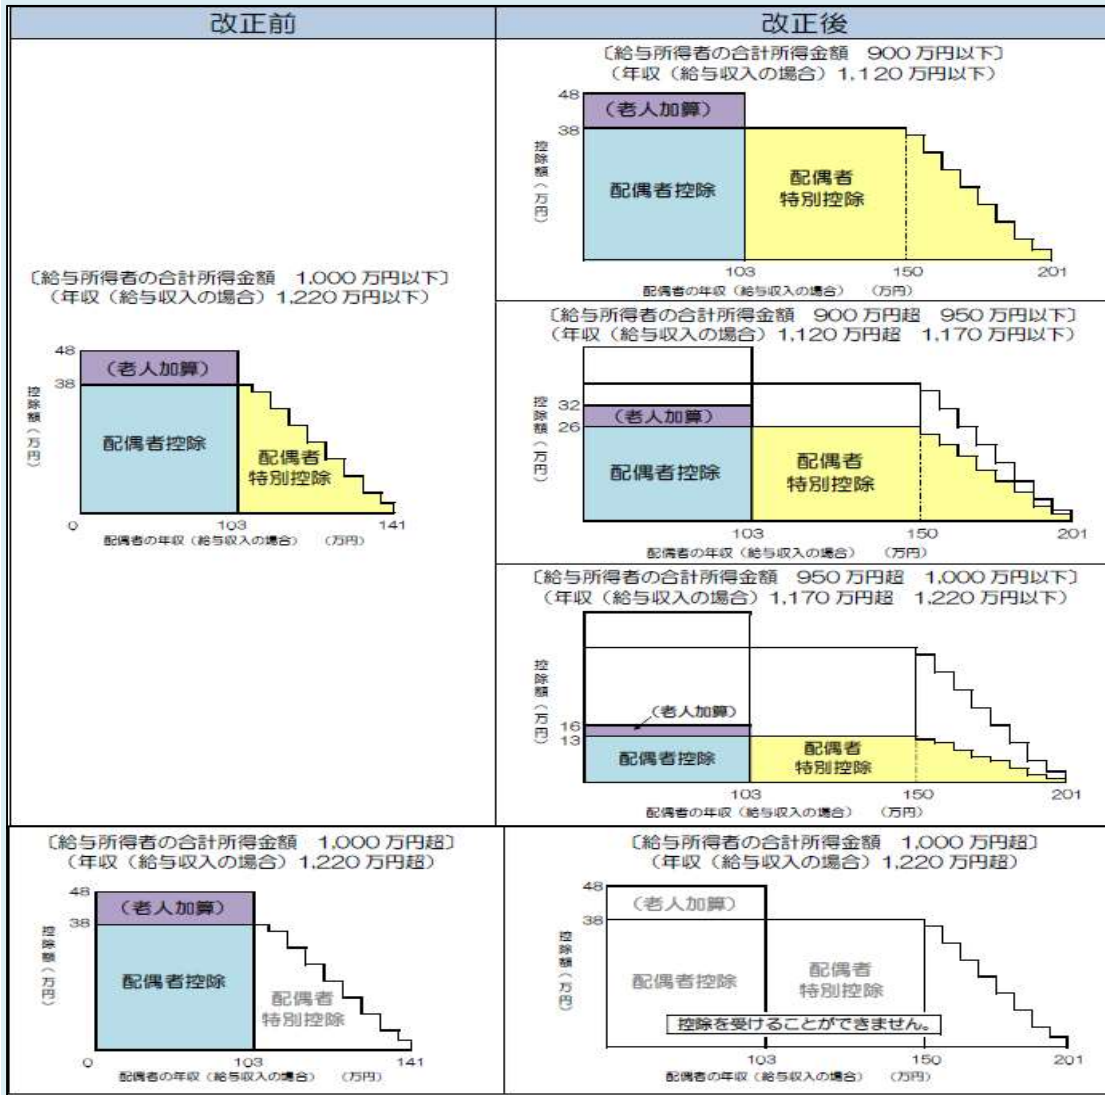 改正前
改正後
〔給与所得者の合計所得金額 1,000万円以下〕
（年収（給与収入の場合）1,220万円以下）
48
38
控除額（万円）
（老人加算）
配偶者控除
配偶者
特別控除
0
103
141
配偶者の年収（給与収入の場合） （万円）
〔給与所得者の合計所得金額 900万円以下〕
（年収（給与収入の場合）1,120万円以下）
48
38
控除額（万円）
（老人加算）
配偶者控除
配偶者
特別控除
103
150
201
配偶者の年収（給与収入の場合） （万円）
〔給与所得者の合計所得金額 900万円超 950万円以下〕
（年収（給与収入の場合）1,120万円超 1,170万円以下）
32
26
控除額（万円）
（老人加算）
配偶者控除
配偶者
特別控除
103
150
201
配偶者の年収（給与収入の場合） （万円）
〔給与所得者の合計所得金額 950万円超 1,000万円以下〕
（年収（給与収入の場合）1,170万円超 1,220万円以下）
16
13
控除額（万円）
（老人加算）
配偶者控除
配偶者
特別控除
103
150
201
配偶者の年収（給与収入の場合） （万円）
〔給与所得者の合計所得金額 1,000万円超〕
（年収（給与収入の場合）1,220万円超）
48
38
控除額（万円）
（老人加算）
配偶者控除
配偶者
特別控除
0
103
141
配偶者の年収（給与収入の場合） （万円）
〔給与所得者の合計所得金額 1,000万円超〕
（年収（給与収入の場合）1,220万円超）
48
38
控除額（万円）
（老人加算）
配偶者控除
配偶者
特別控除
控除を受けることができません。
103
150
201
配偶者の年収（給与収入の場合） （万円）